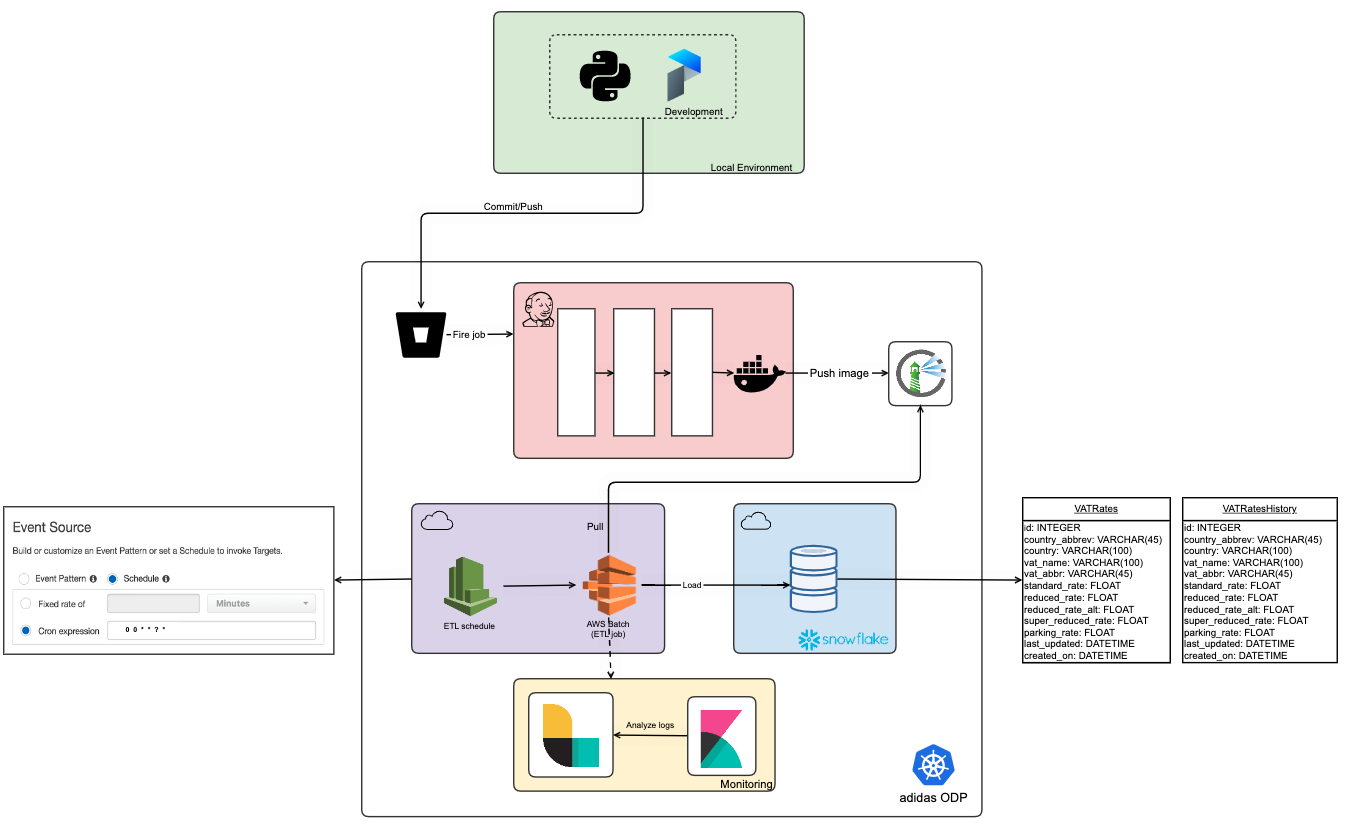 Development
Local Environment
Commit/Push
Fire job
Push image
Pull
ETL schedule
AWS Batch
(ETL job)
Load
snowflake
Event Source
Build or customize an Event Pattern or set a Schedule to invoke Targets.
Event Pattern
Schedule
Fixed rate of
Minutes
Cron expression
0 0 * * ? *
VATRates
id: INTEGER
country_abbrev: VARCHAR(45)
country: VARCHAR(100)
vat_name: VARCHAR(100)
vat_abbr: VARCHAR(45)
standard_rate: FLOAT
reduced_rate: FLOAT
reduced_rate_alt: FLOAT
super_reduced_rate: FLOAT
parking_rate: FLOAT
last_updated: DATETIME
created_on: DATETIME
VATRatesHistory
id: INTEGER
country_abbrev: VARCHAR(45)
country: VARCHAR(100)
vat_name: VARCHAR(100)
vat_abbr: VARCHAR(45)
standard_rate: FLOAT
reduced_rate: FLOAT
reduced_rate_alt: FLOAT
super_reduced_rate: FLOAT
parking_rate: FLOAT
last_updated: DATETIME
created_on: DATETIME
Analyze logs
Monitoring
adidas ODP